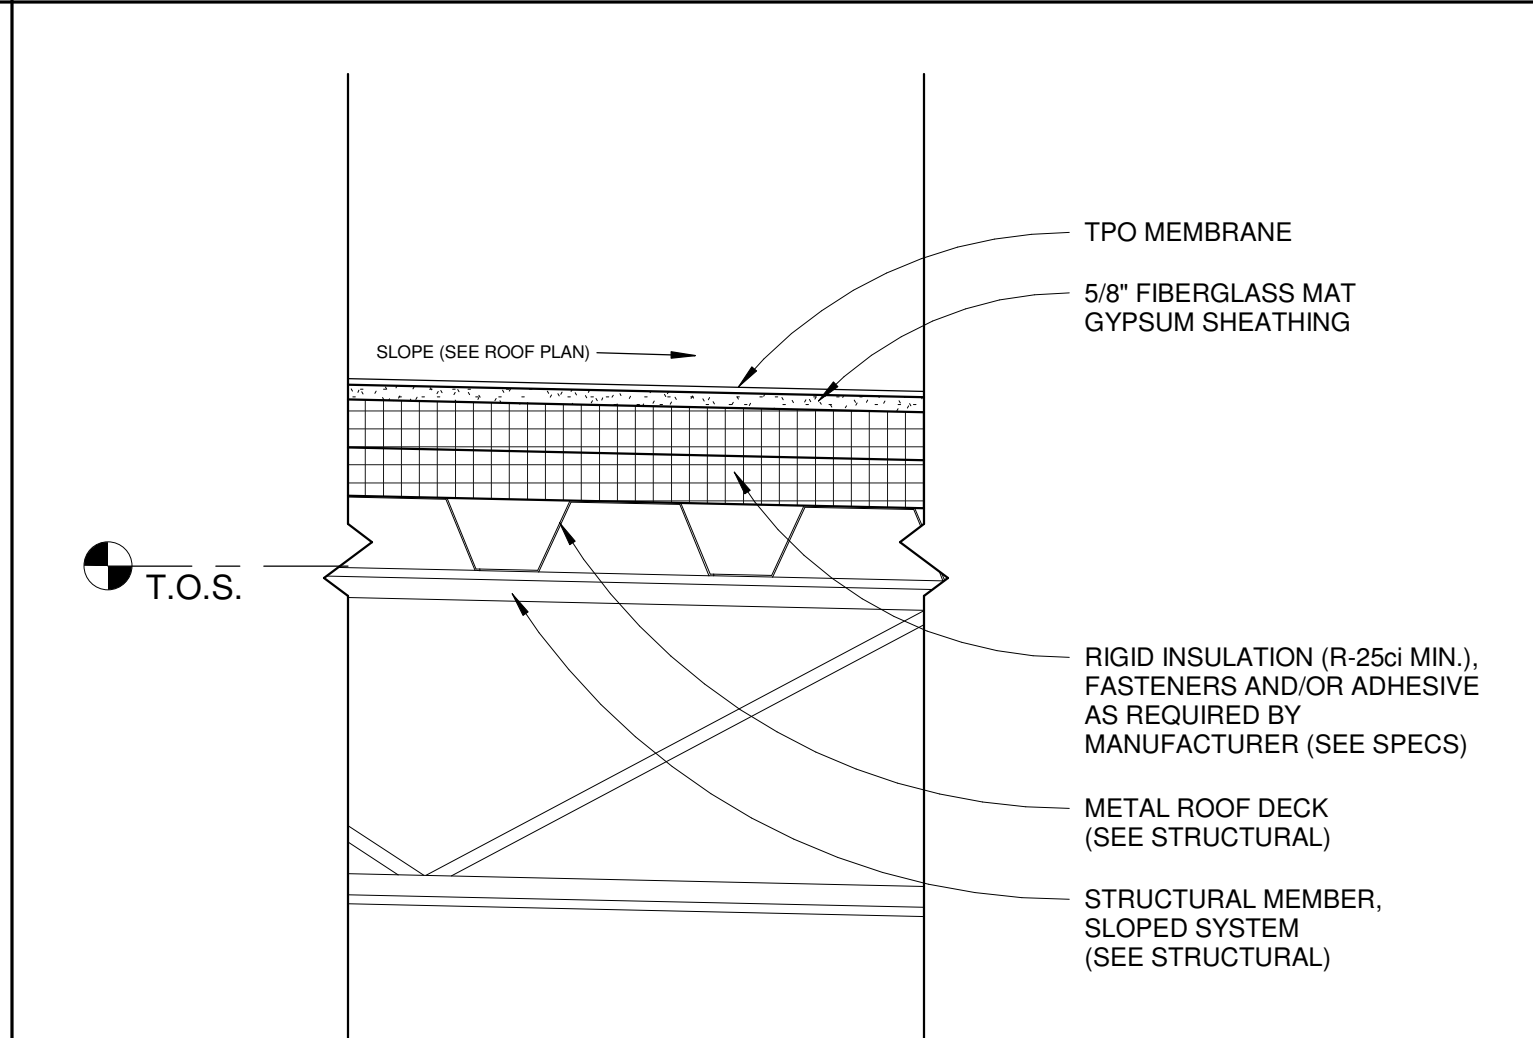 TPO MEMBRANE
5/8" FIBERGLASS MAT
GYPSUM SHEATHING
SLOPE (SEE ROOF PLAN)
T.O.S.
RIGID INSULATION (R-25ci MIN.),
FASTENERS AND/OR ADHESIVE
AS REQUIRED BY
MANUFACTURER (SEE SPECS)
METAL ROOF DECK
(SEE STRUCTURAL)
STRUCTURAL MEMBER,
SLOPED SYSTEM
(SEE STRUCTURAL)